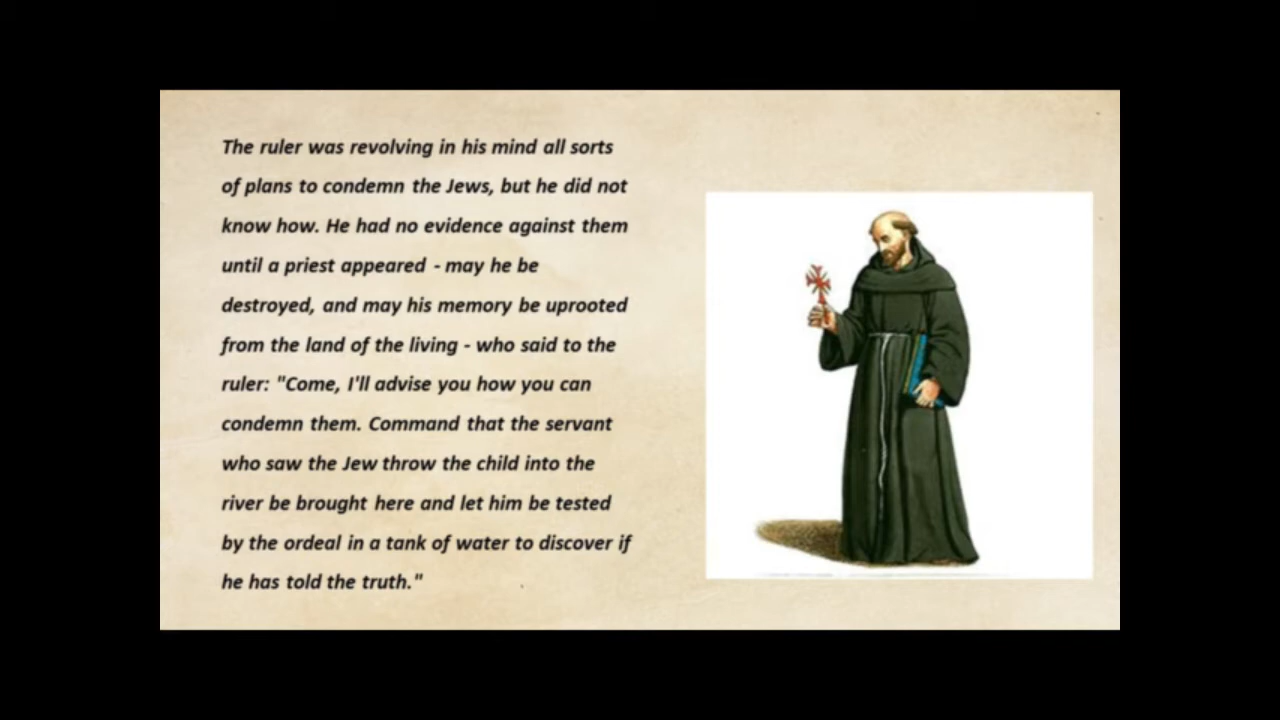 The ruler was revolving in his mind all sorts
of plans to condemn the Jews, but he did not
know how. He had no evidence against them
until a priest appeared - may he be
destroyed, and may his memory be uprooted
from the land of the living - who said to the
ruler: "Come, I'll advise you how you can
condemn them. Command that the servant
who saw the Jew throw the child into the
river be brought here and let him be tested
by the ordeal in a tank of water to discover if
he has told the truth."